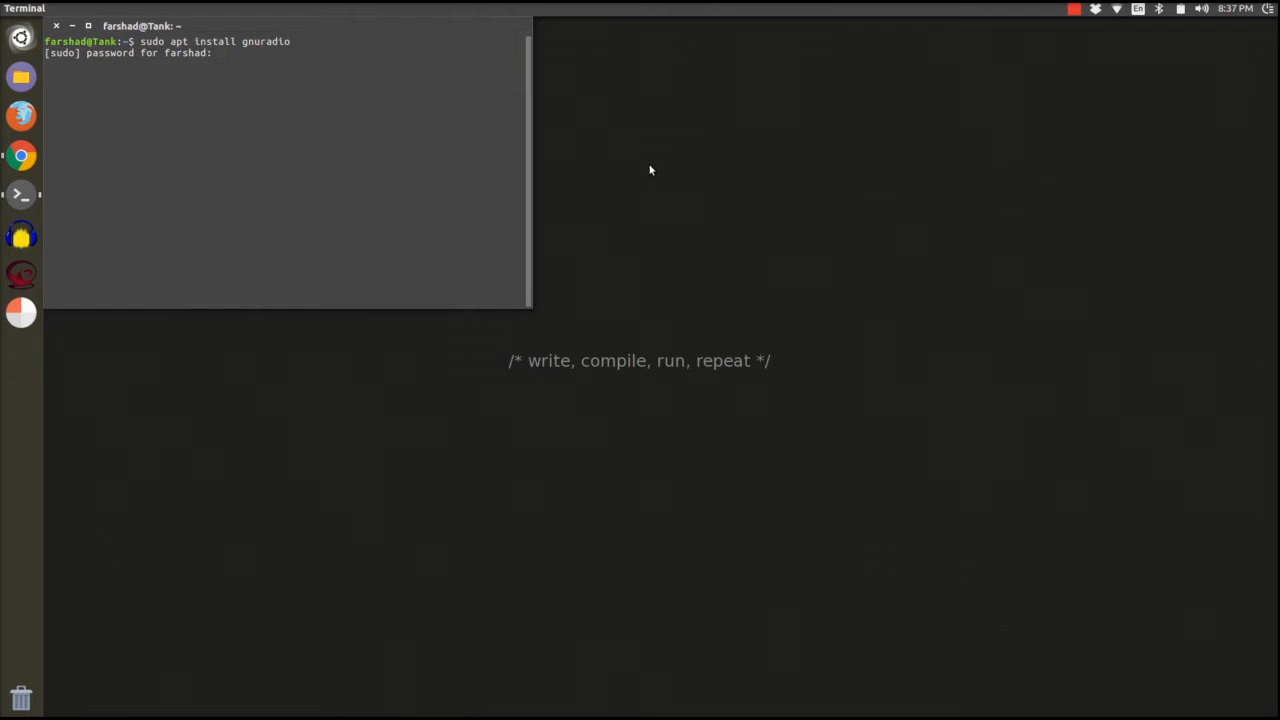 Terminal
En
8:37 PM
farshad@Tank: ~
farshad@Tank:~$ sudo apt install gnuradio
[sudo] password for farshad:
/* write, compile, run, repeat */